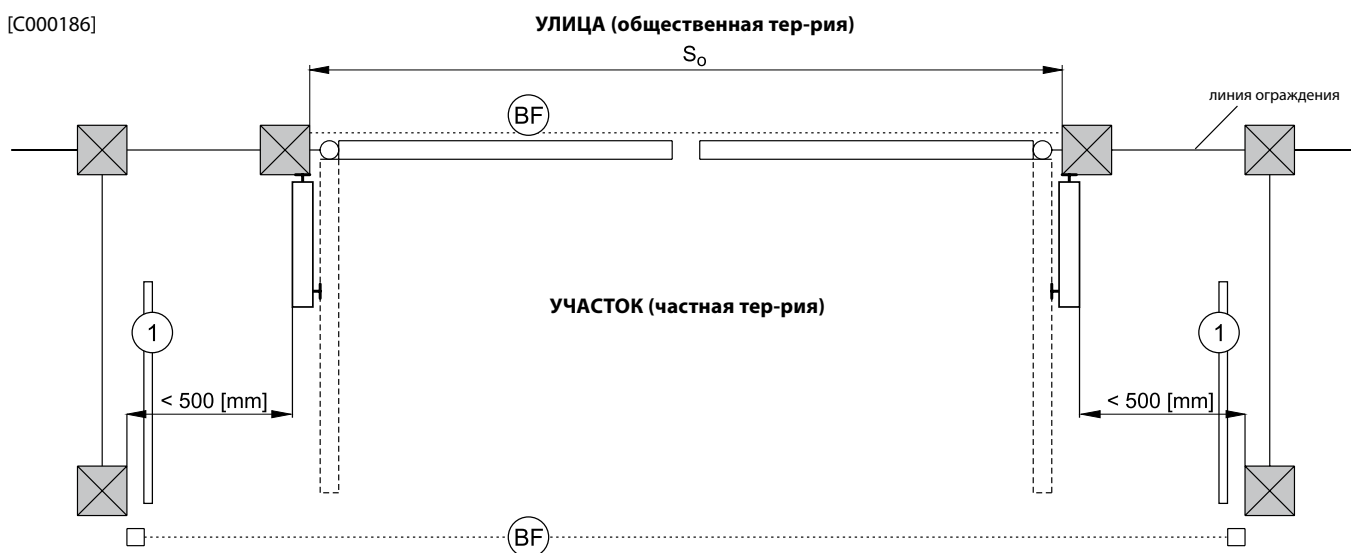 [C000186]
УЛИЦА (общественная тер-рия)
So
BF
линия ограждения
УЧАСТОК (частная тер-рия)
1
1
< 500 [mm]
< 500 [mm]
BF